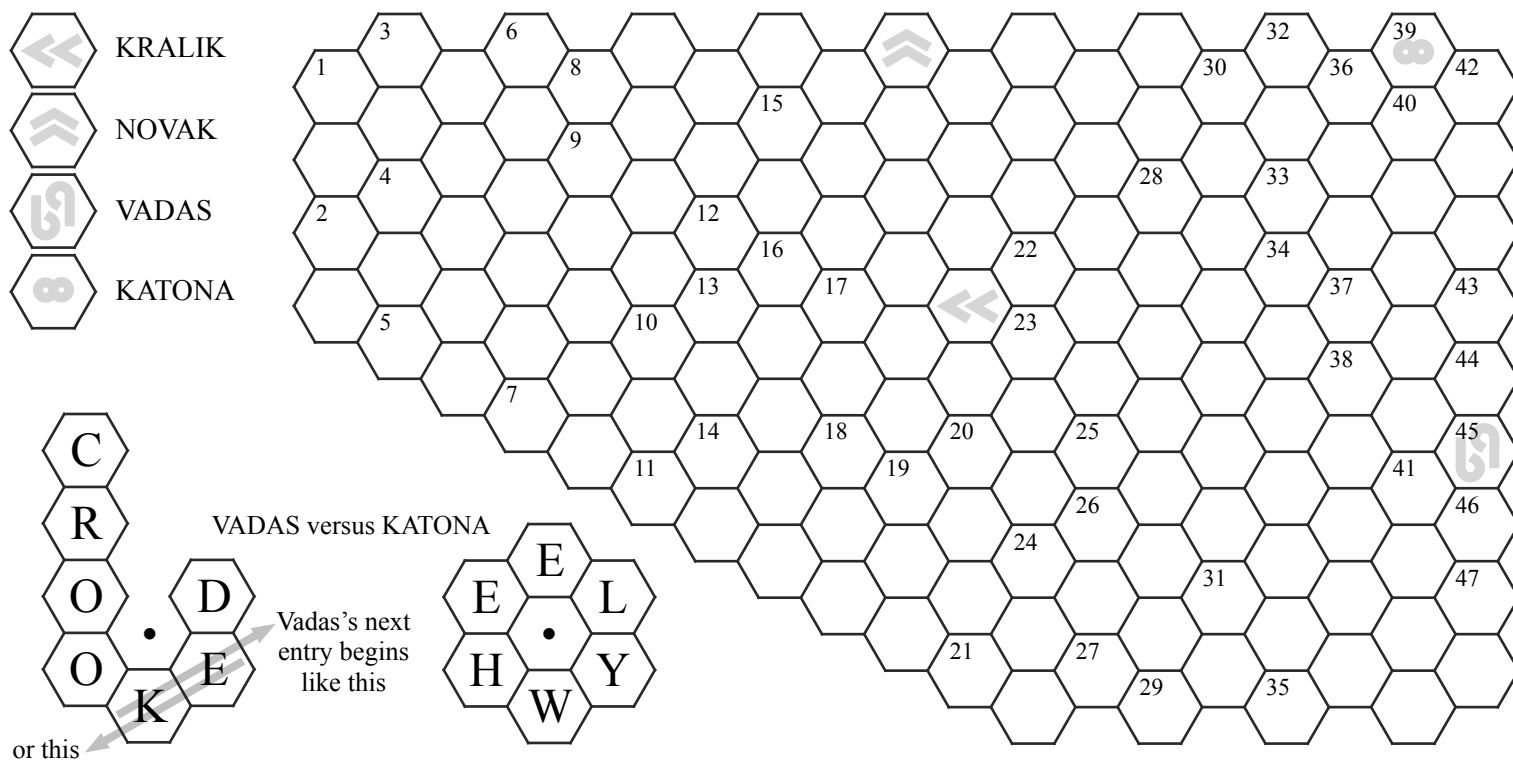 KRALIK
NOVAK
VADAS
KATONA
3
6
32
39
1
8
30
36
42
15
40
9
4
28
33
2
12
16
22
34
13
17
37
43
5
10
23
38
44
7
14
18
20
25
45
11
19
41
26
46
24
31
47
21
27
29
35
C
R
O
O
K
E
D
VADAS versus KATONA
Vadas's next
entry begins
like this
or this
E
E
L
H
Y
W